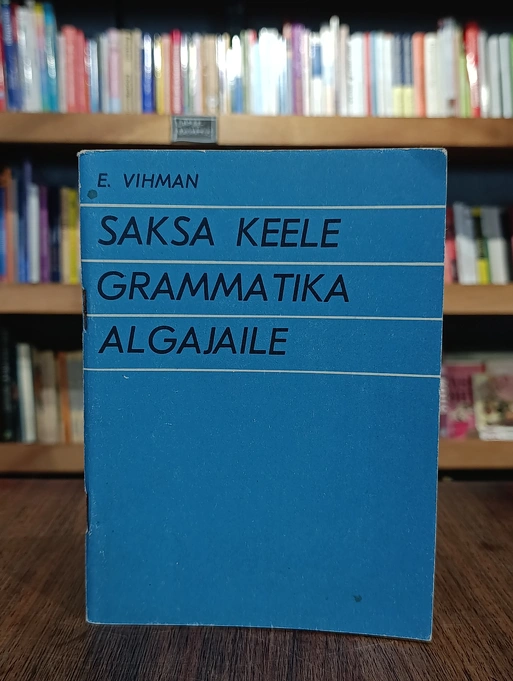 E. VIHMAN
SAKSA KEELE
GRAMMATIKA
ALGAJAILE